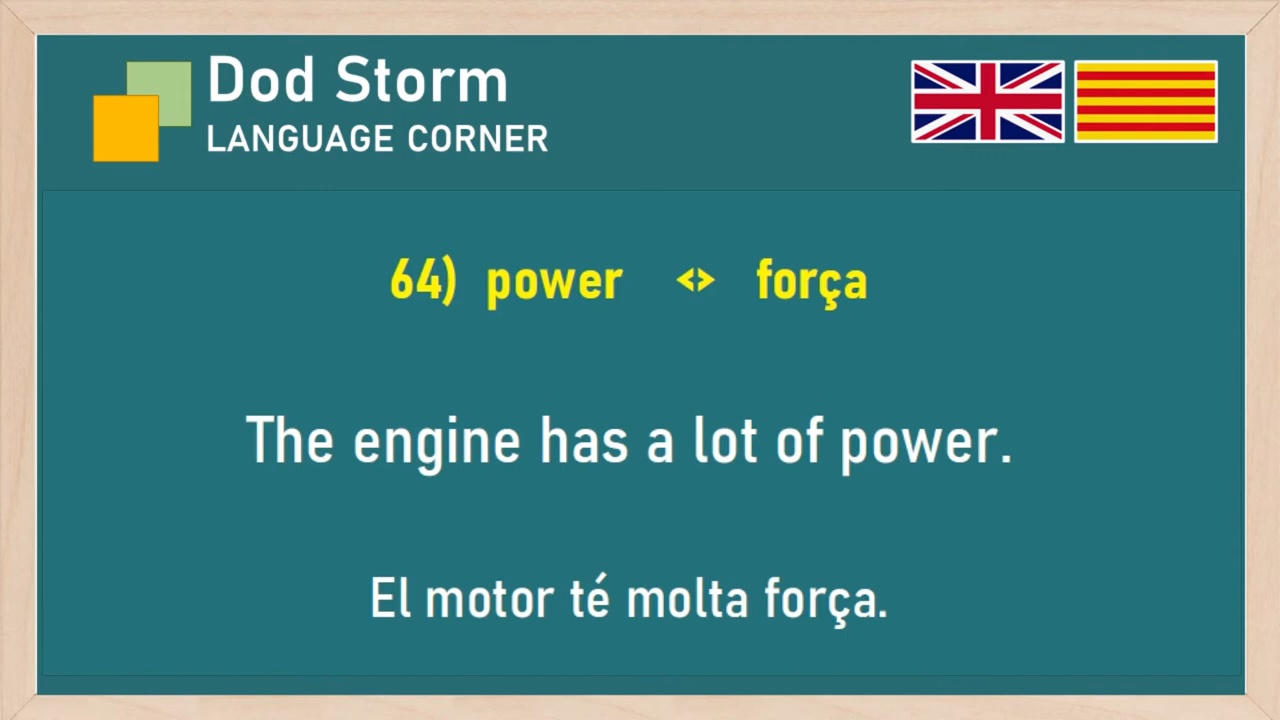 Dod Storm
LANGUAGE CORNER
64) power <> força
The engine has a lot of power.
El motor té molta força.